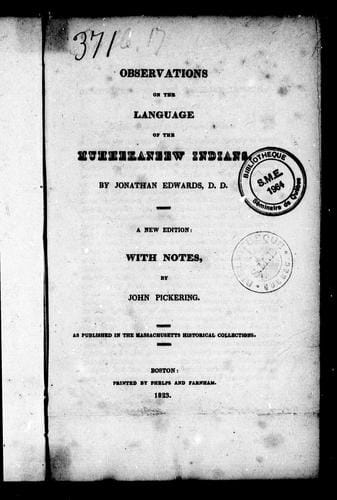 371
OBSERVATIONS
ON THE
LANGUAGE
OF THE
MUHHEKANEEW INDIANS.
BY JONATHAN EDWARDS, D. D.
A NEW EDITION:
WITH NOTES,
BY
JOHN PICKERING.
AS PUBLISHED IN THE MASSACHUSETTS HISTORICAL COLLECTIONS.
BOSTON:
PRINTED BY PHELPS AND FARNHAM.
1823.
BIBLIOTHEQUE
S.M.E.
1964
Séminaire de Québec
QUEBEC